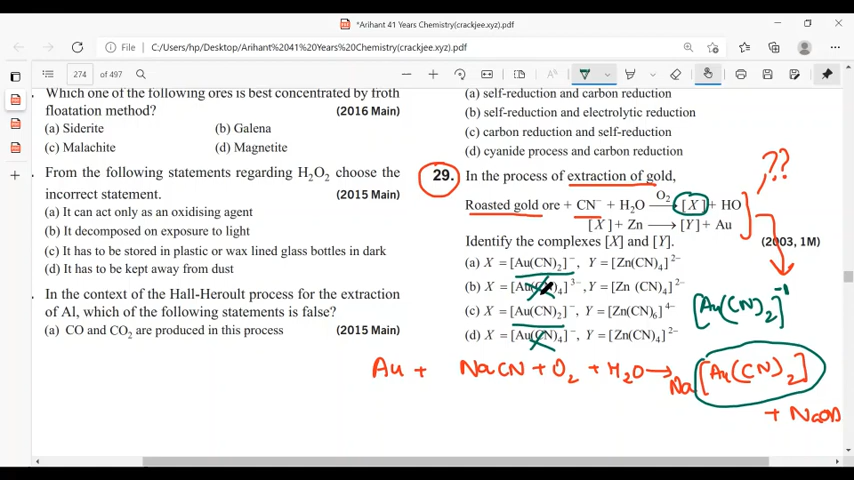 *Arihant 41 Years Chemistry(crackjee.xyz).pdf
File C:/Users/hp/Desktop/Arihant%2041%20Years%20Chemistry(crackjee.xyz).pdf
274 of 497
. Which one of the following ores is best concentrated by froth
floatation method? (2016 Main)
(a) Siderite (b) Galena
(c) Malachite (d) Magnetite
. From the following statements regarding H₂O₂ choose the
incorrect statement. (2015 Main)
(a) It can act only as an oxidising agent
(b) It decomposed on exposure to light
(c) It has to be stored in plastic or wax lined glass bottles in dark
(d) It has to be kept away from dust
. In the context of the Hall-Heroult process for the extraction
of Al, which of the following statements is false?
(a) CO and CO₂ are produced in this process (2015 Main)
(a) self-reduction and carbon reduction
(b) self-reduction and electrolytic reduction
(c) carbon reduction and self-reduction
(d) cyanide process and carbon reduction
29. In the process of extraction of gold,
Roasted gold ore + CN⁻ + H₂O —O₂→ [X] + HO
[X] + Zn ⟶ [Y] + Au
Identify the complexes [X] and [Y]. (2003, 1M)
(a) X = [Au(CN)₂]⁻, Y = [Zn(CN)₄]²⁻
(b) X = [Au(CN)₄]³⁻, Y = [Zn (CN)₄]²⁻
(c) X = [Au(CN)₂]⁻, Y = [Zn(CN)₆]⁴⁻
(d) X = [Au(CN)₄]⁻, Y = [Zn(CN)₄]²⁻
??
[Au(CN)₂]⁻¹
Au + NaCN + O₂ + H₂O → Na[Au(CN)₂]
+ NaOH